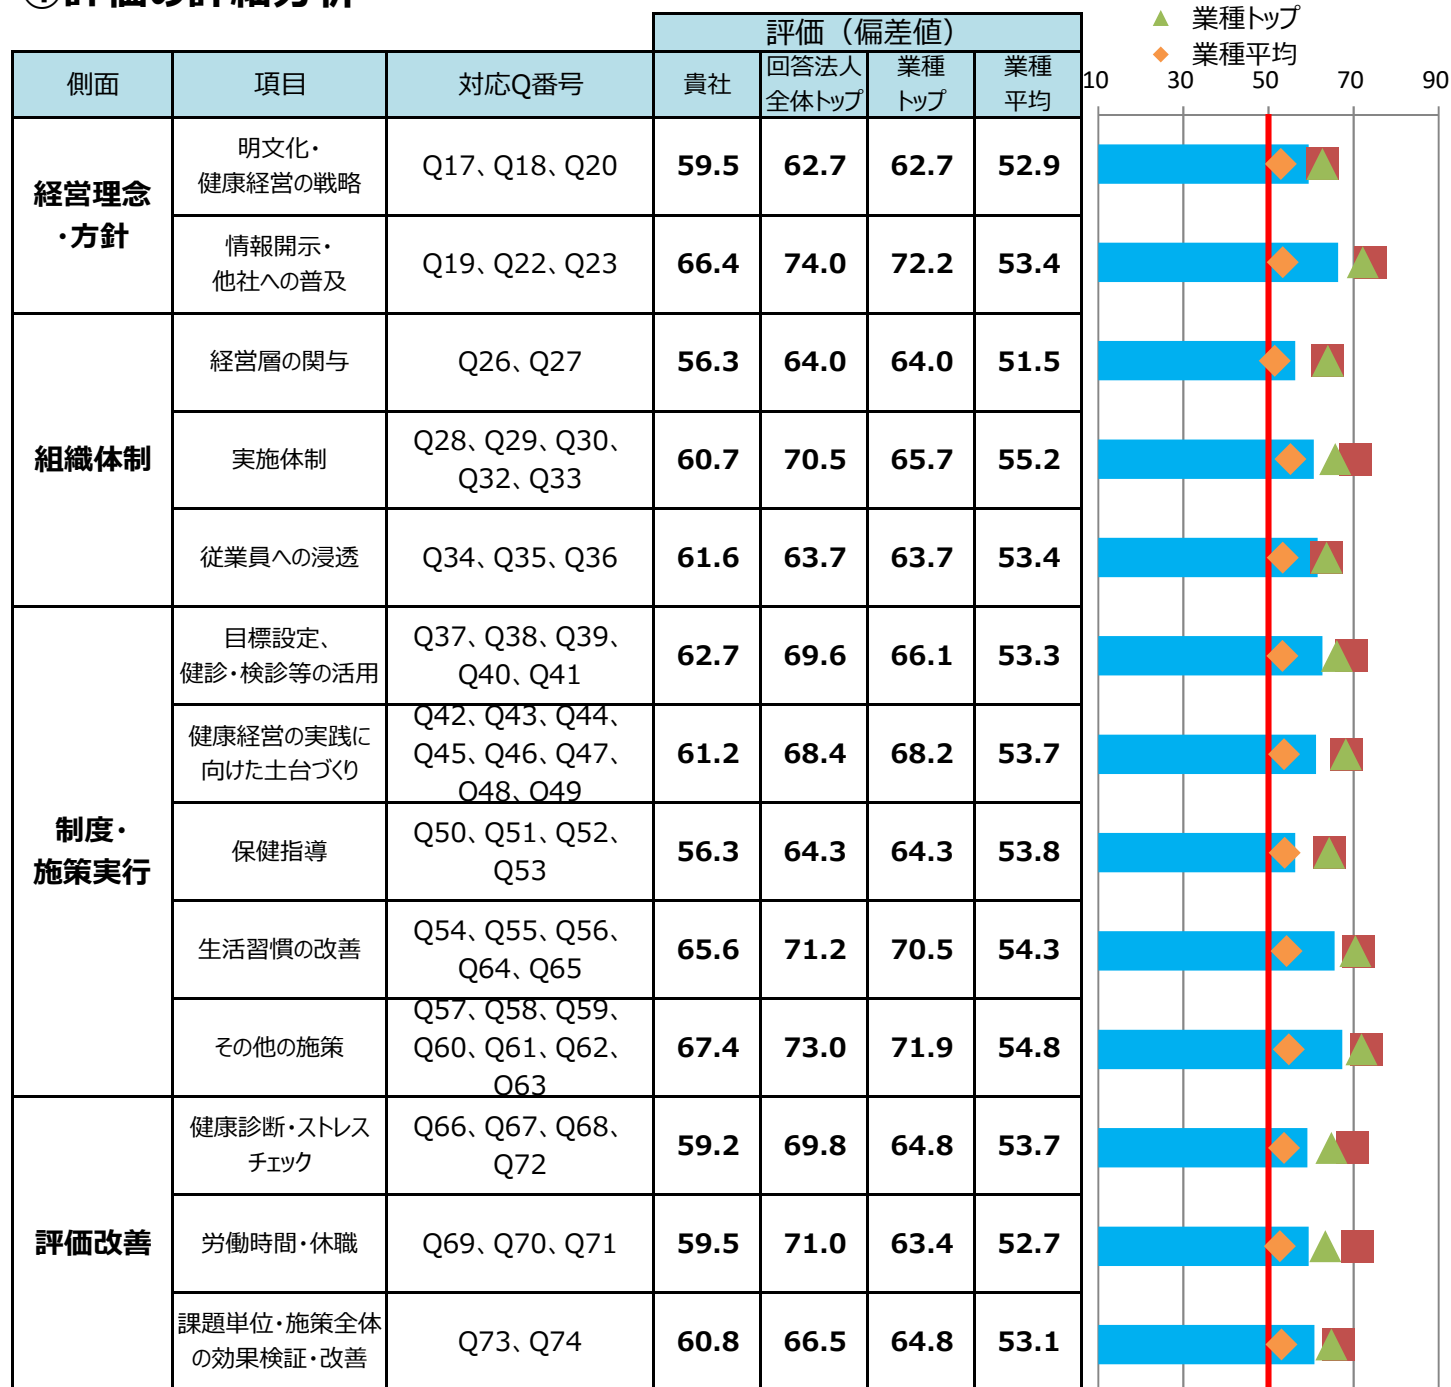 ①評価の詳細分析
▲ 業種トップ
◆ 業種平均
評価（偏差値）
側面 項目 対応Q番号 貴社 回答法人全体トップ 業種トップ 業種平均
10 30 50 70 90
経営理念・方針
明文化・
健康経営の戦略
Q17、Q18、Q20
59.5 62.7 62.7 52.9
情報開示・
他社への普及
Q19、Q22、Q23
66.4 74.0 72.2 53.4
組織体制
経営層の関与
Q26、Q27
56.3 64.0 64.0 51.5
実施体制
Q28、Q29、Q30、
Q32、Q33
60.7 70.5 65.7 55.2
従業員への浸透
Q34、Q35、Q36
61.6 63.7 63.7 53.4
制度・
施策実行
目標設定、
健診・検診等の活用
Q37、Q38、Q39、
Q40、Q41
62.7 69.6 66.1 53.3
健康経営の実践に
向けた土台づくり
Q42、Q43、Q44、
Q45、Q46、Q47、
Q48、Q49
61.2 68.4 68.2 53.7
保健指導
Q50、Q51、Q52、
Q53
56.3 64.3 64.3 53.8
生活習慣の改善
Q54、Q55、Q56、
Q64、Q65
65.6 71.2 70.5 54.3
その他の施策
Q57、Q58、Q59、
Q60、Q61、Q62、
Q63
67.4 73.0 71.9 54.8
評価改善
健康診断・ストレス
チェック
Q66、Q67、Q68、
Q72
59.2 69.8 64.8 53.7
労働時間・休職
Q69、Q70、Q71
59.5 71.0 63.4 52.7
課題単位・施策全体
の効果検証・改善
Q73、Q74
60.8 66.5 64.8 53.1